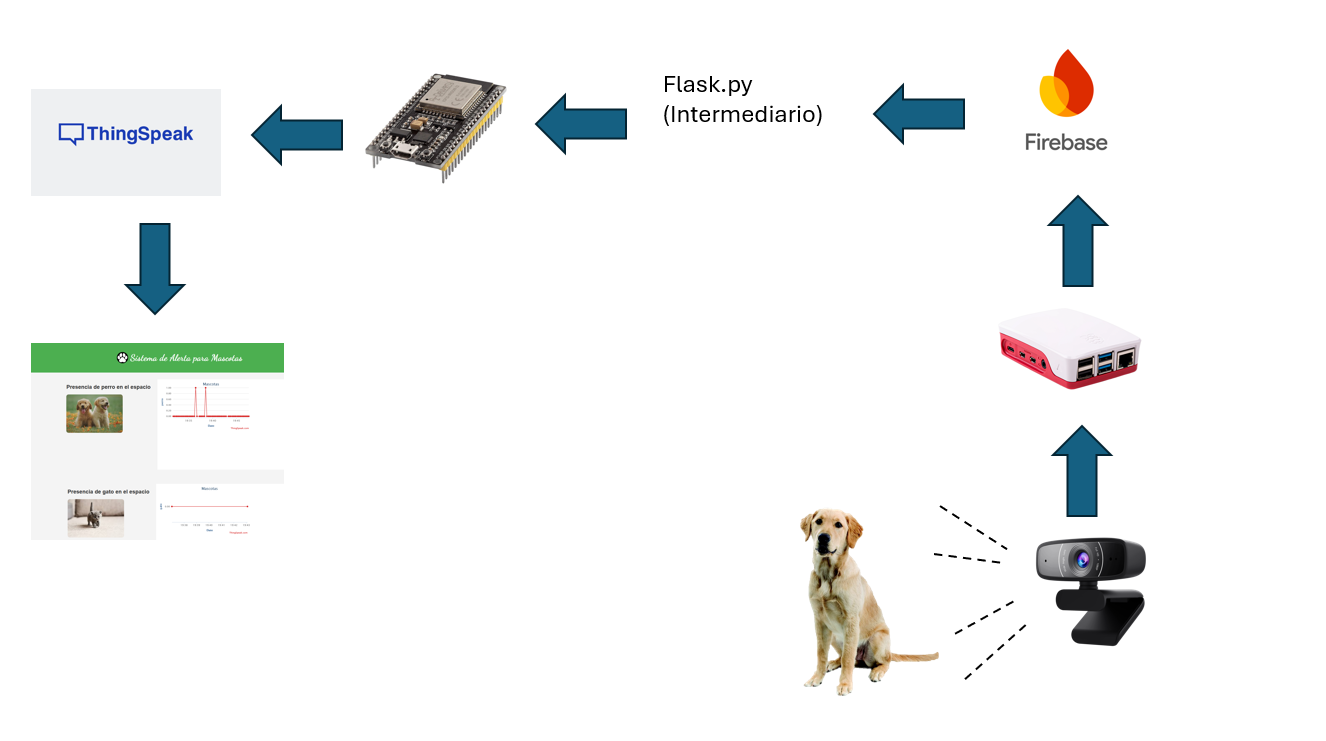 Flask.py
(Intermediario)
Firebase
ThingSpeak
Sistema de Alerta para Mascotas
Presencia de perro en el espacio
Mascotas
Presencia de gato en el espacio
Mascotas